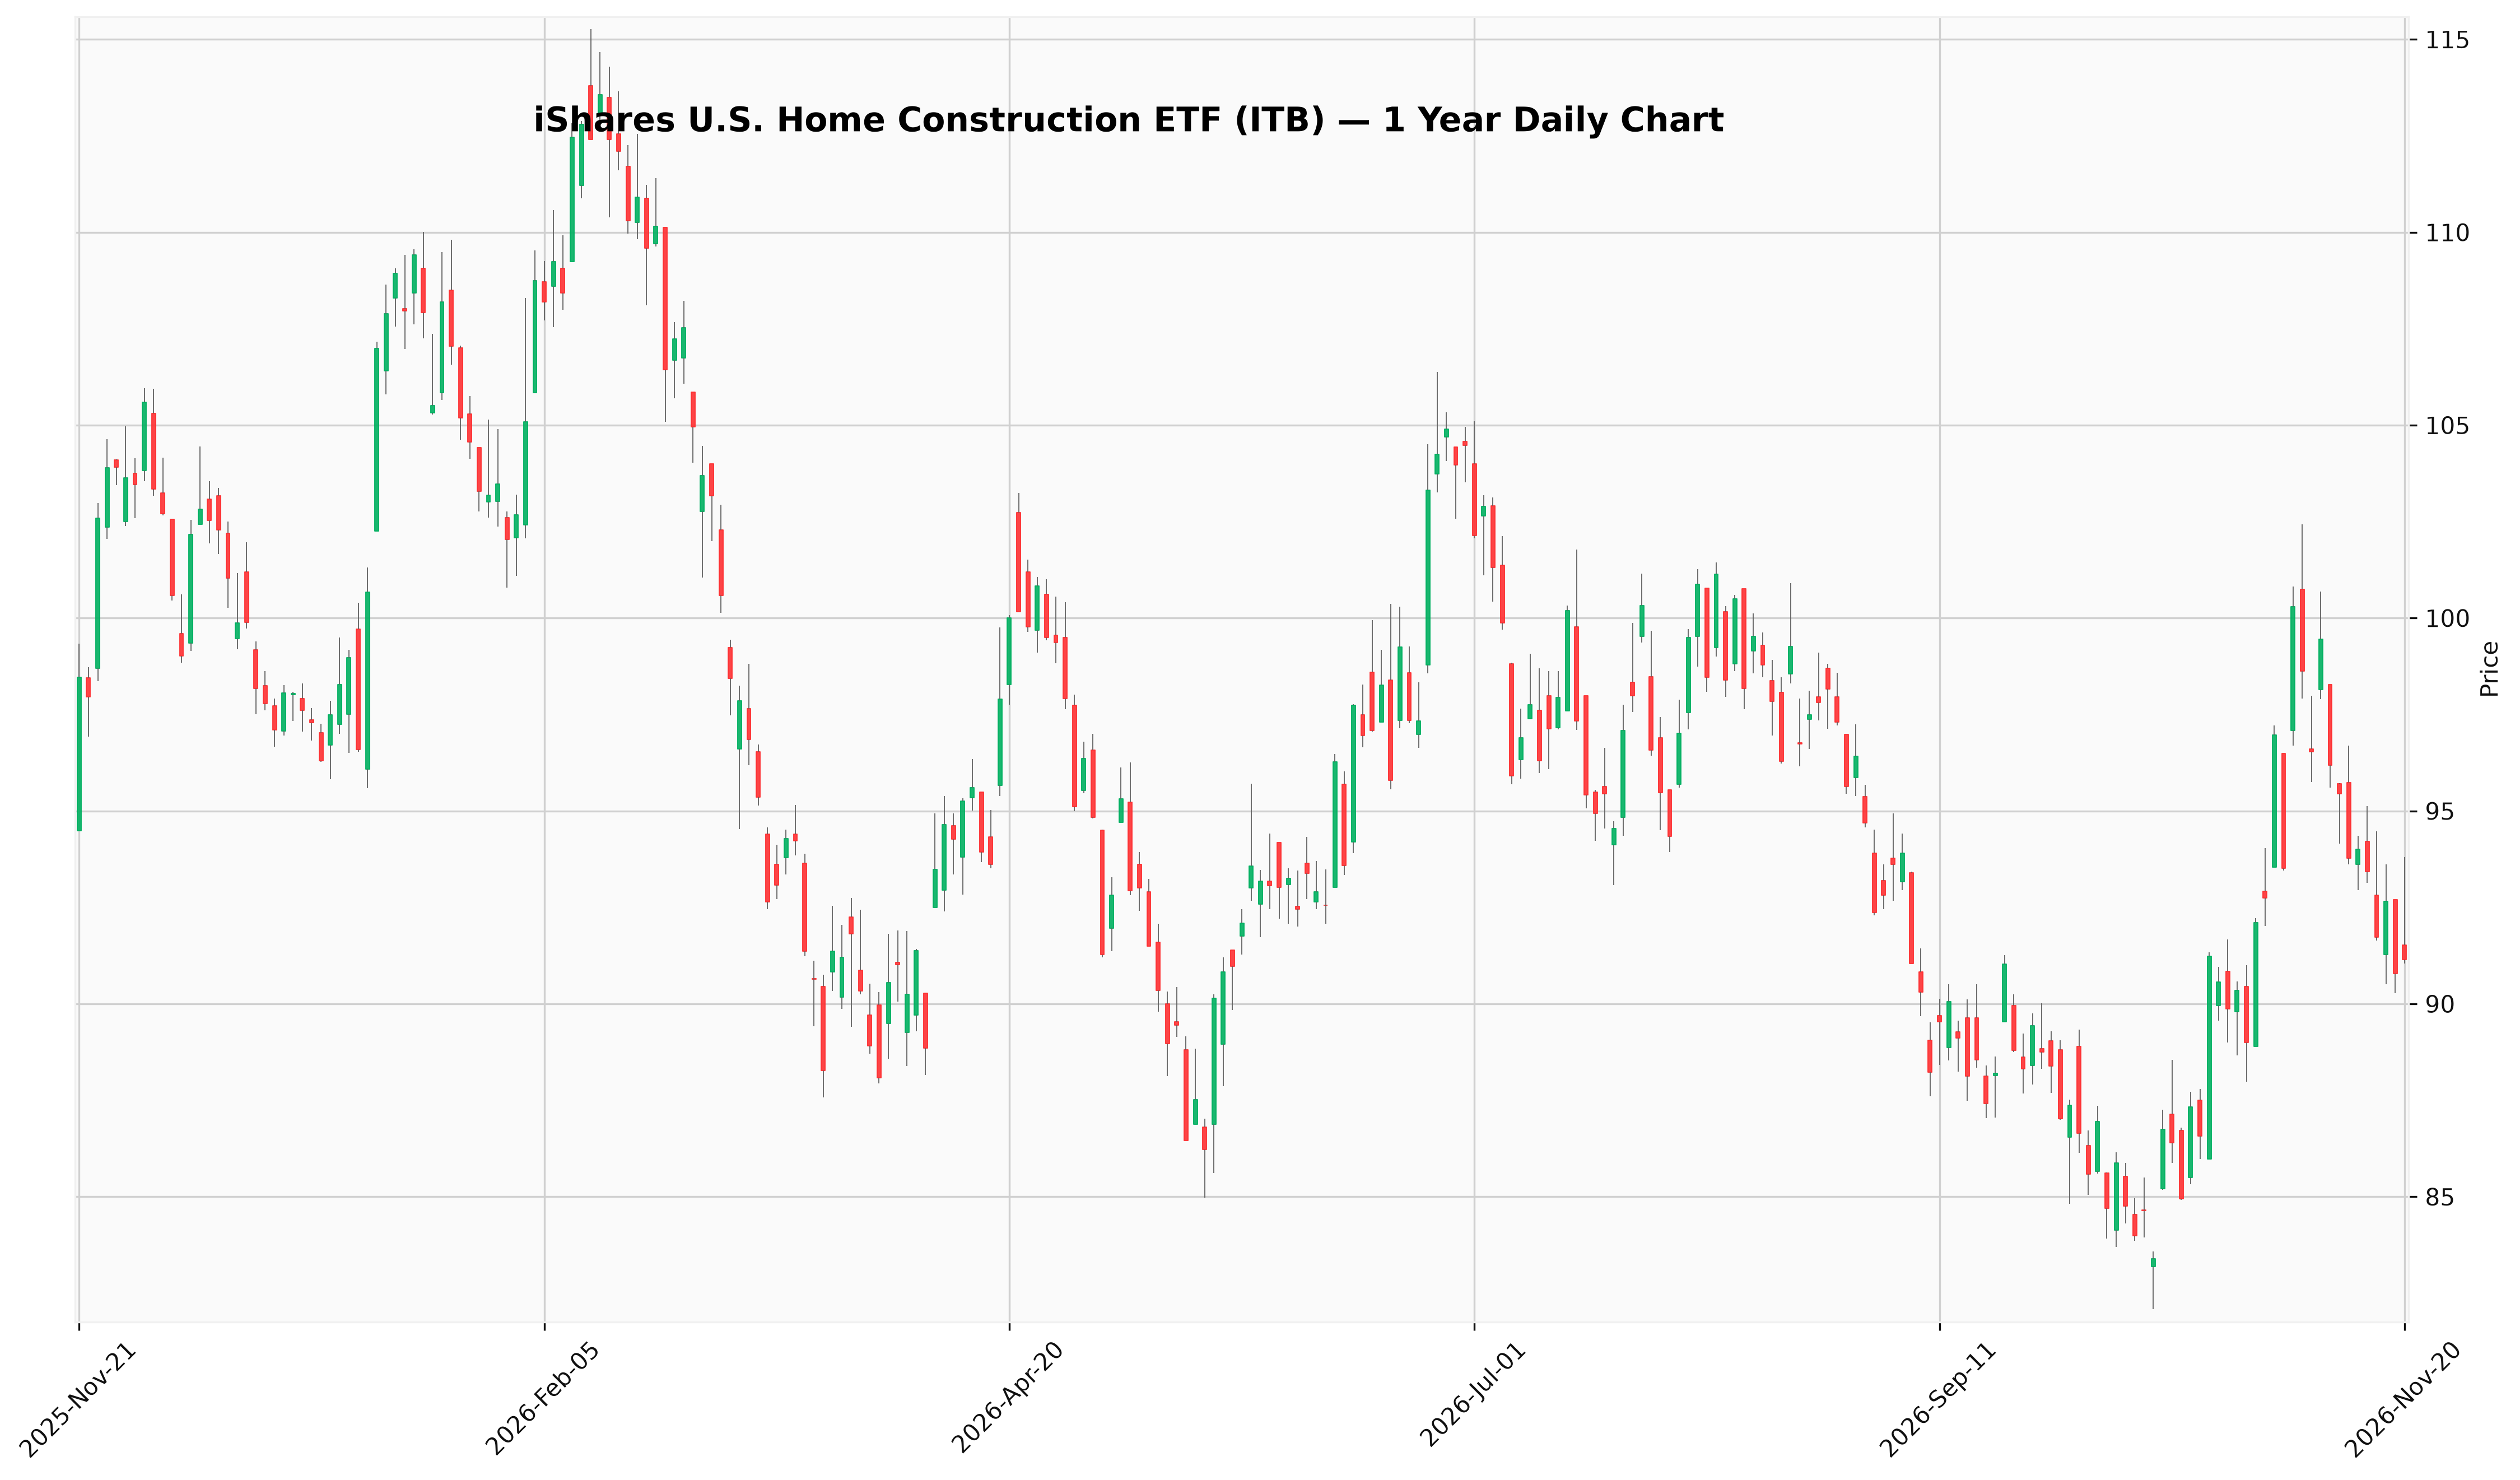 iShares U.S. Home Construction ETF (ITB) — 1 Year Daily Chart
115
110
105
100
95
90
85
Price
2025-Nov-21
2026-Feb-05
2026-Apr-20
2026-Jul-01
2026-Sep-11
2026-Nov-20